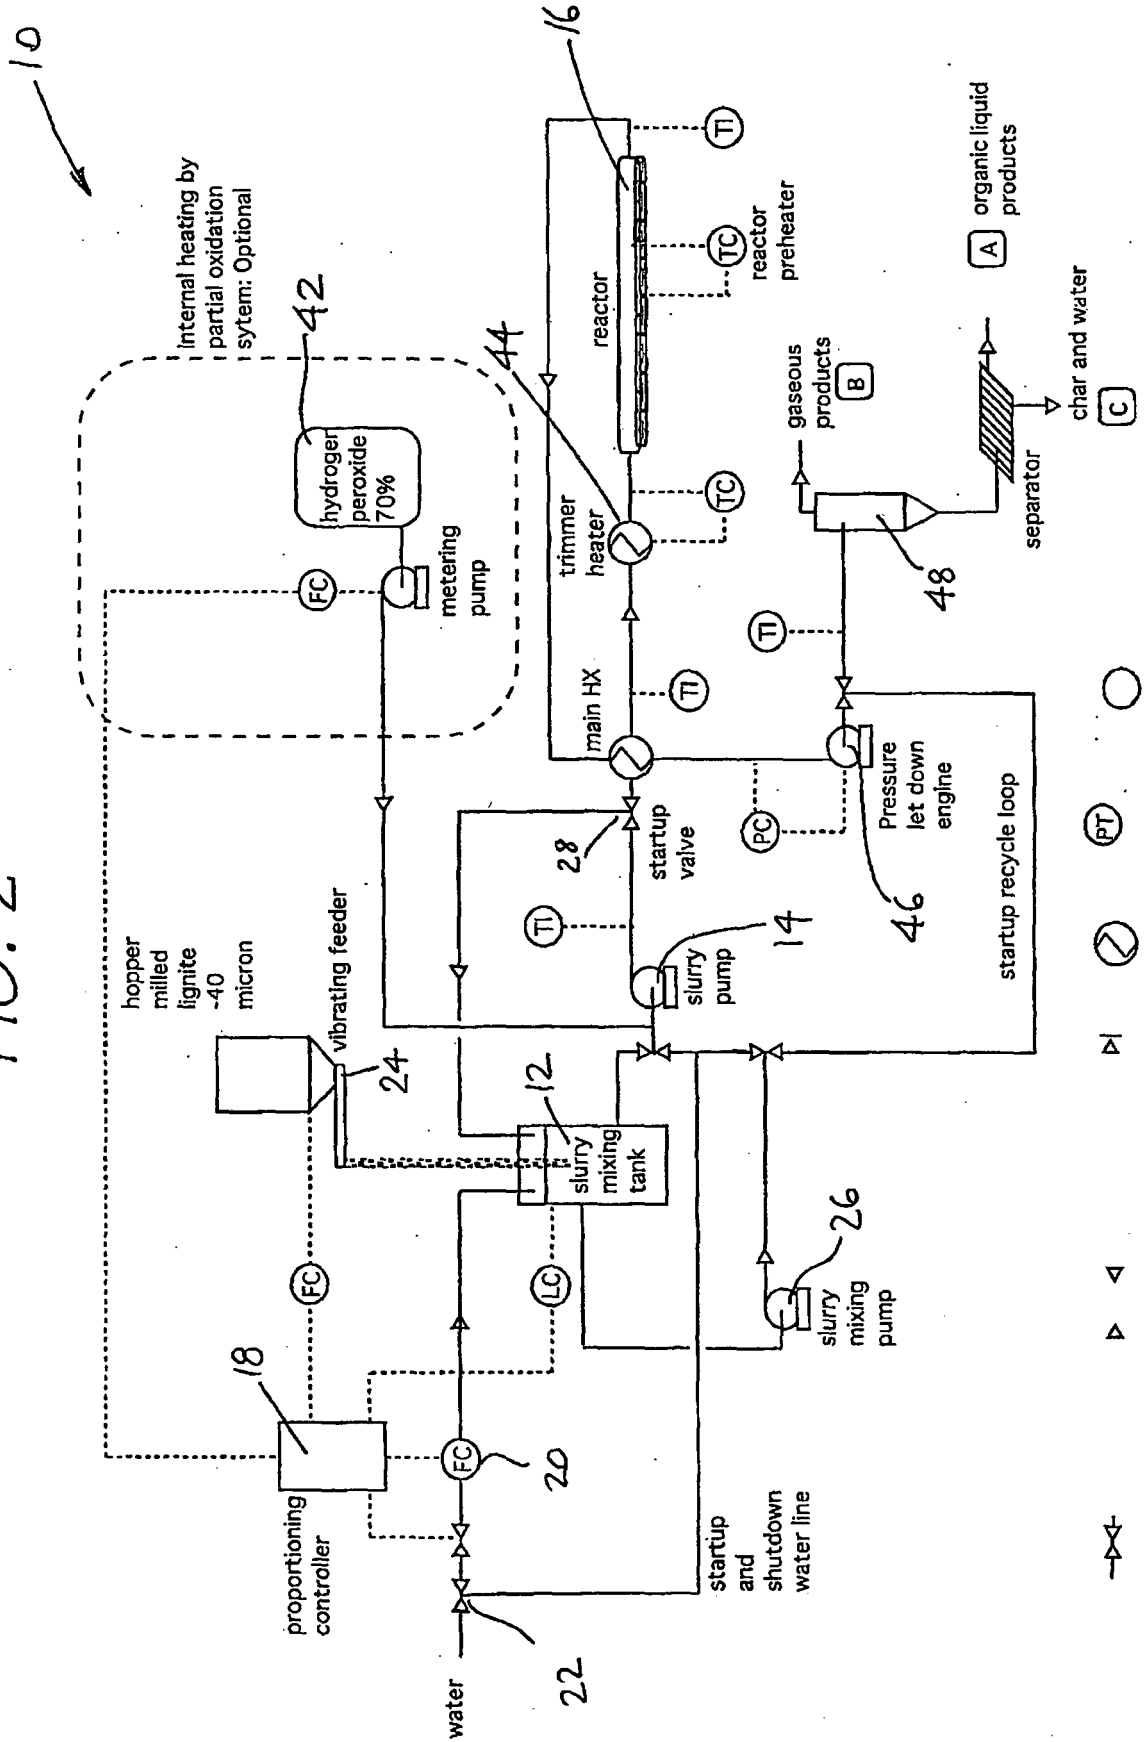 FIG. 2
10
Internal heating by
partial oxidation
sytem: Optional
42
hydroger
peroxide
70%
FC
metering
pump
hopper
milled
lignite
-40
micron
vibrating feeder
24
FC
18
proportioning
controller
FC
20
water
22
LC
12
slurry
mixing
tank
startup
and
shutdown
water line
26
slurry
mixing
pump
14
slurry
pump
TI
28
startup
valve
main HX
TI
trimmer
heater
44
TC
reactor
16
TC
reactor
preheater
TI
PC
46
Pressure
let down
engine
startup recycle loop
TI
48
gaseous
products
B
separator
A
organic liquid
products
char and water
C
PT